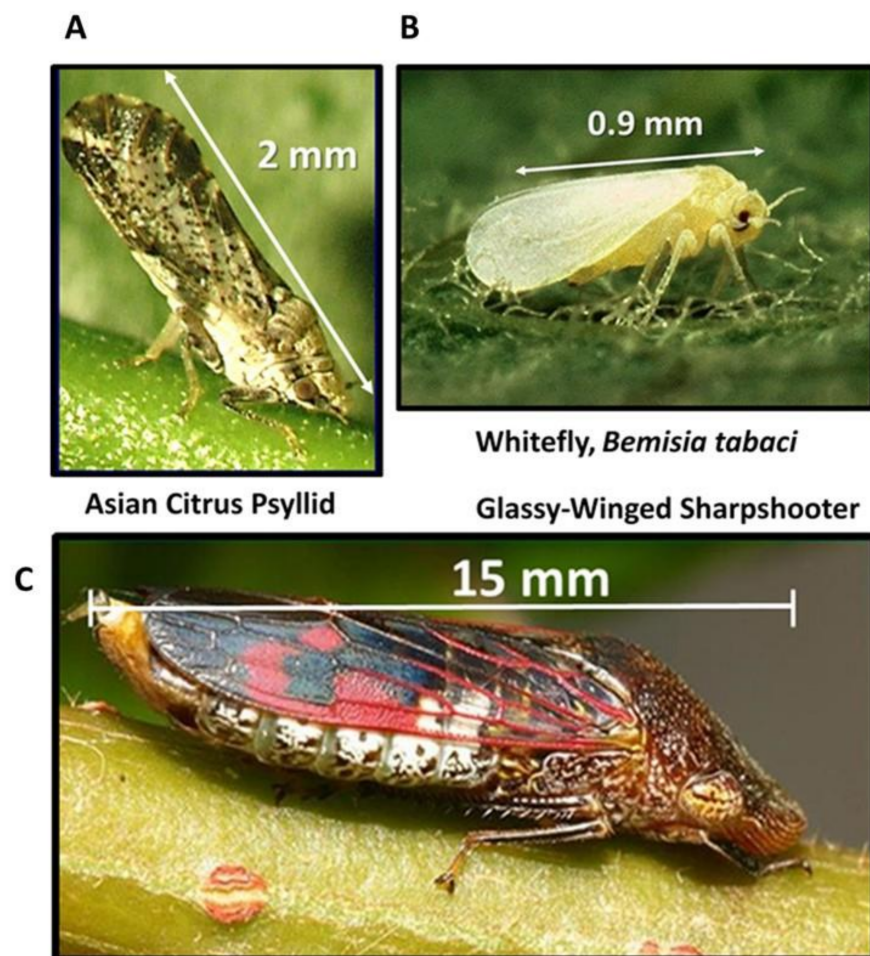 A
B
2 mm
0.9 mm
Whitefly, Bemisia tabaci
Asian Citrus Psyllid
Glassy-Winged Sharpshooter
C
15 mm